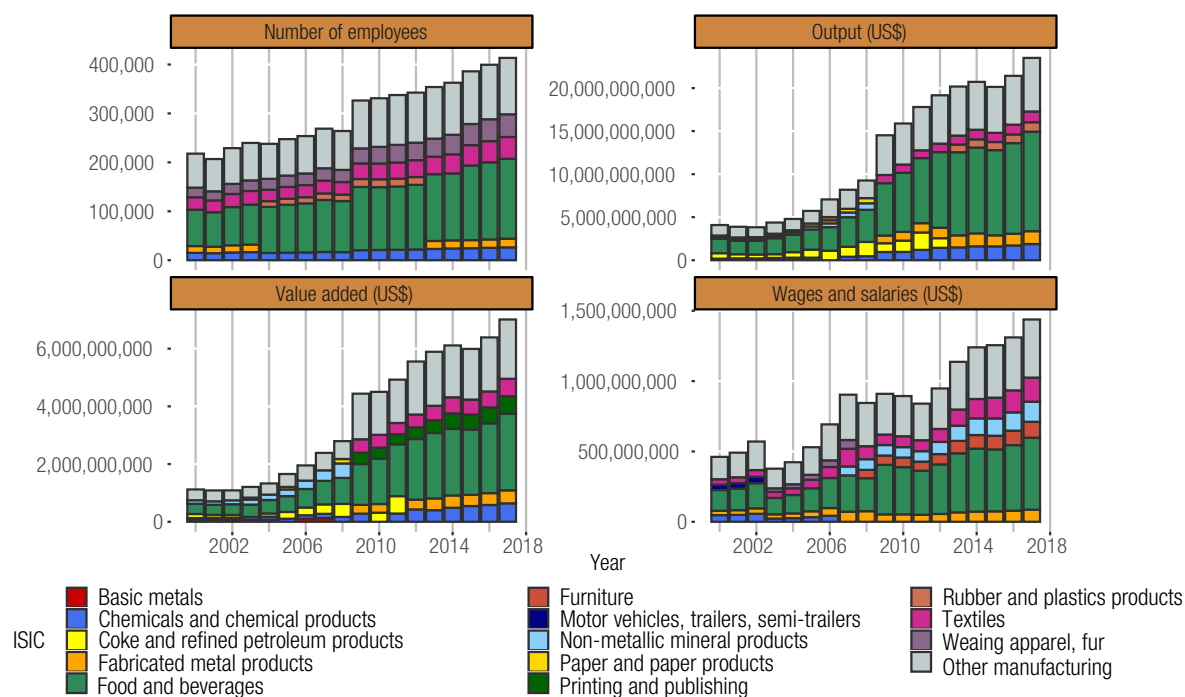 Number of employees
Output (US$)
400,000
300,000
200,000
100,000
0
20,000,000,000
15,000,000,000
10,000,000,000
5,000,000,000
0
Value added (US$)
Wages and salaries (US$)
6,000,000,000
4,000,000,000
2,000,000,000
0
1,500,000,000
1,000,000,000
500,000,000
0
2002 2006 2010 2014 2018
2002 2006 2010 2014 2018
Year
ISIC
Basic metals
Chemicals and chemical products
Coke and refined petroleum products
Fabricated metal products
Food and beverages
Furniture
Motor vehicles, trailers, semi-trailers
Non-metallic mineral products
Paper and paper products
Printing and publishing
Rubber and plastics products
Textiles
Weaing apparel, fur
Other manufacturing